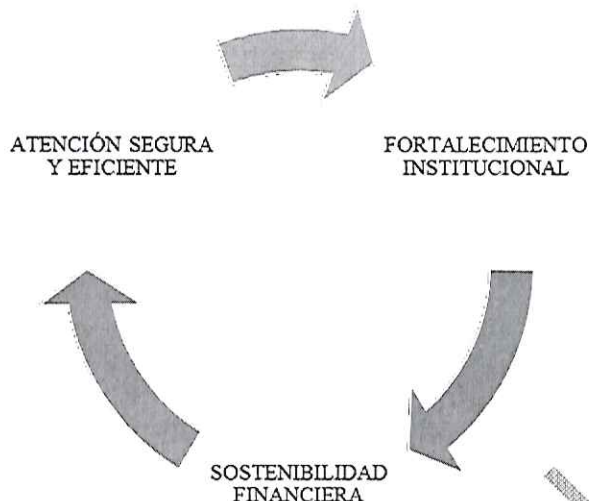 ATENCIÓN SEGURA
Y EFICIENTE
FORTALECIMIENTO
INSTITUCIONAL
SOSTENIBILIDAD
FINANCIERA